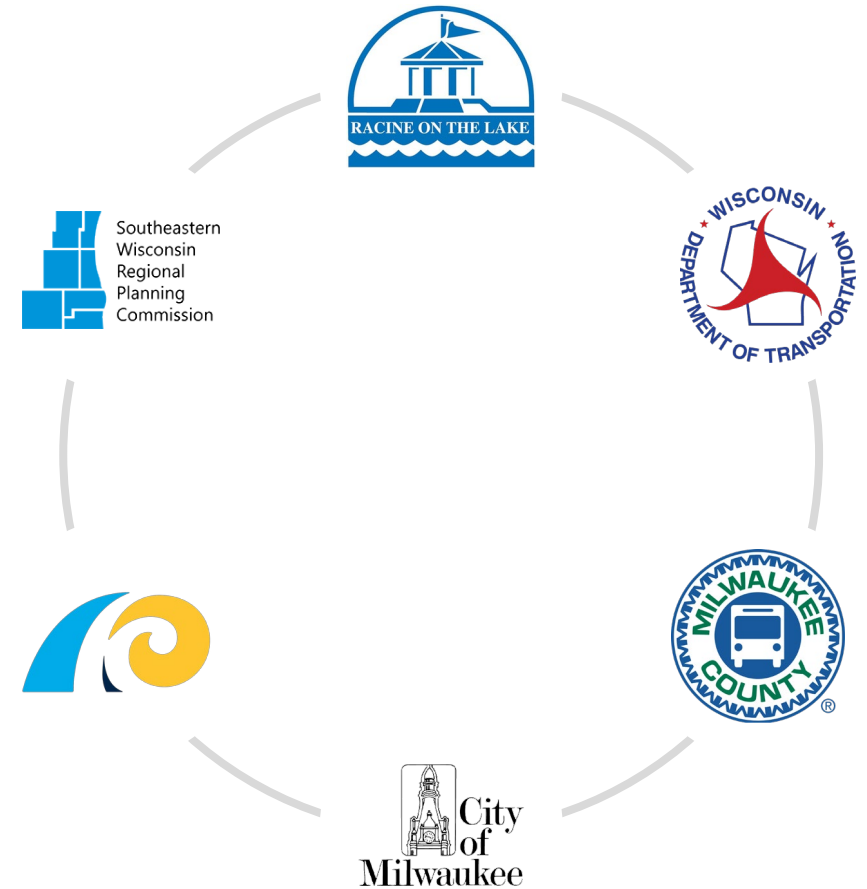 RACINE ON THE LAKE
WISCONSIN
DEPARTMENT OF TRANSPORTATION
Southeastern
Wisconsin
Regional
Planning
Commission
MILWAUKEE
COUNTY
®
City
of
Milwaukee